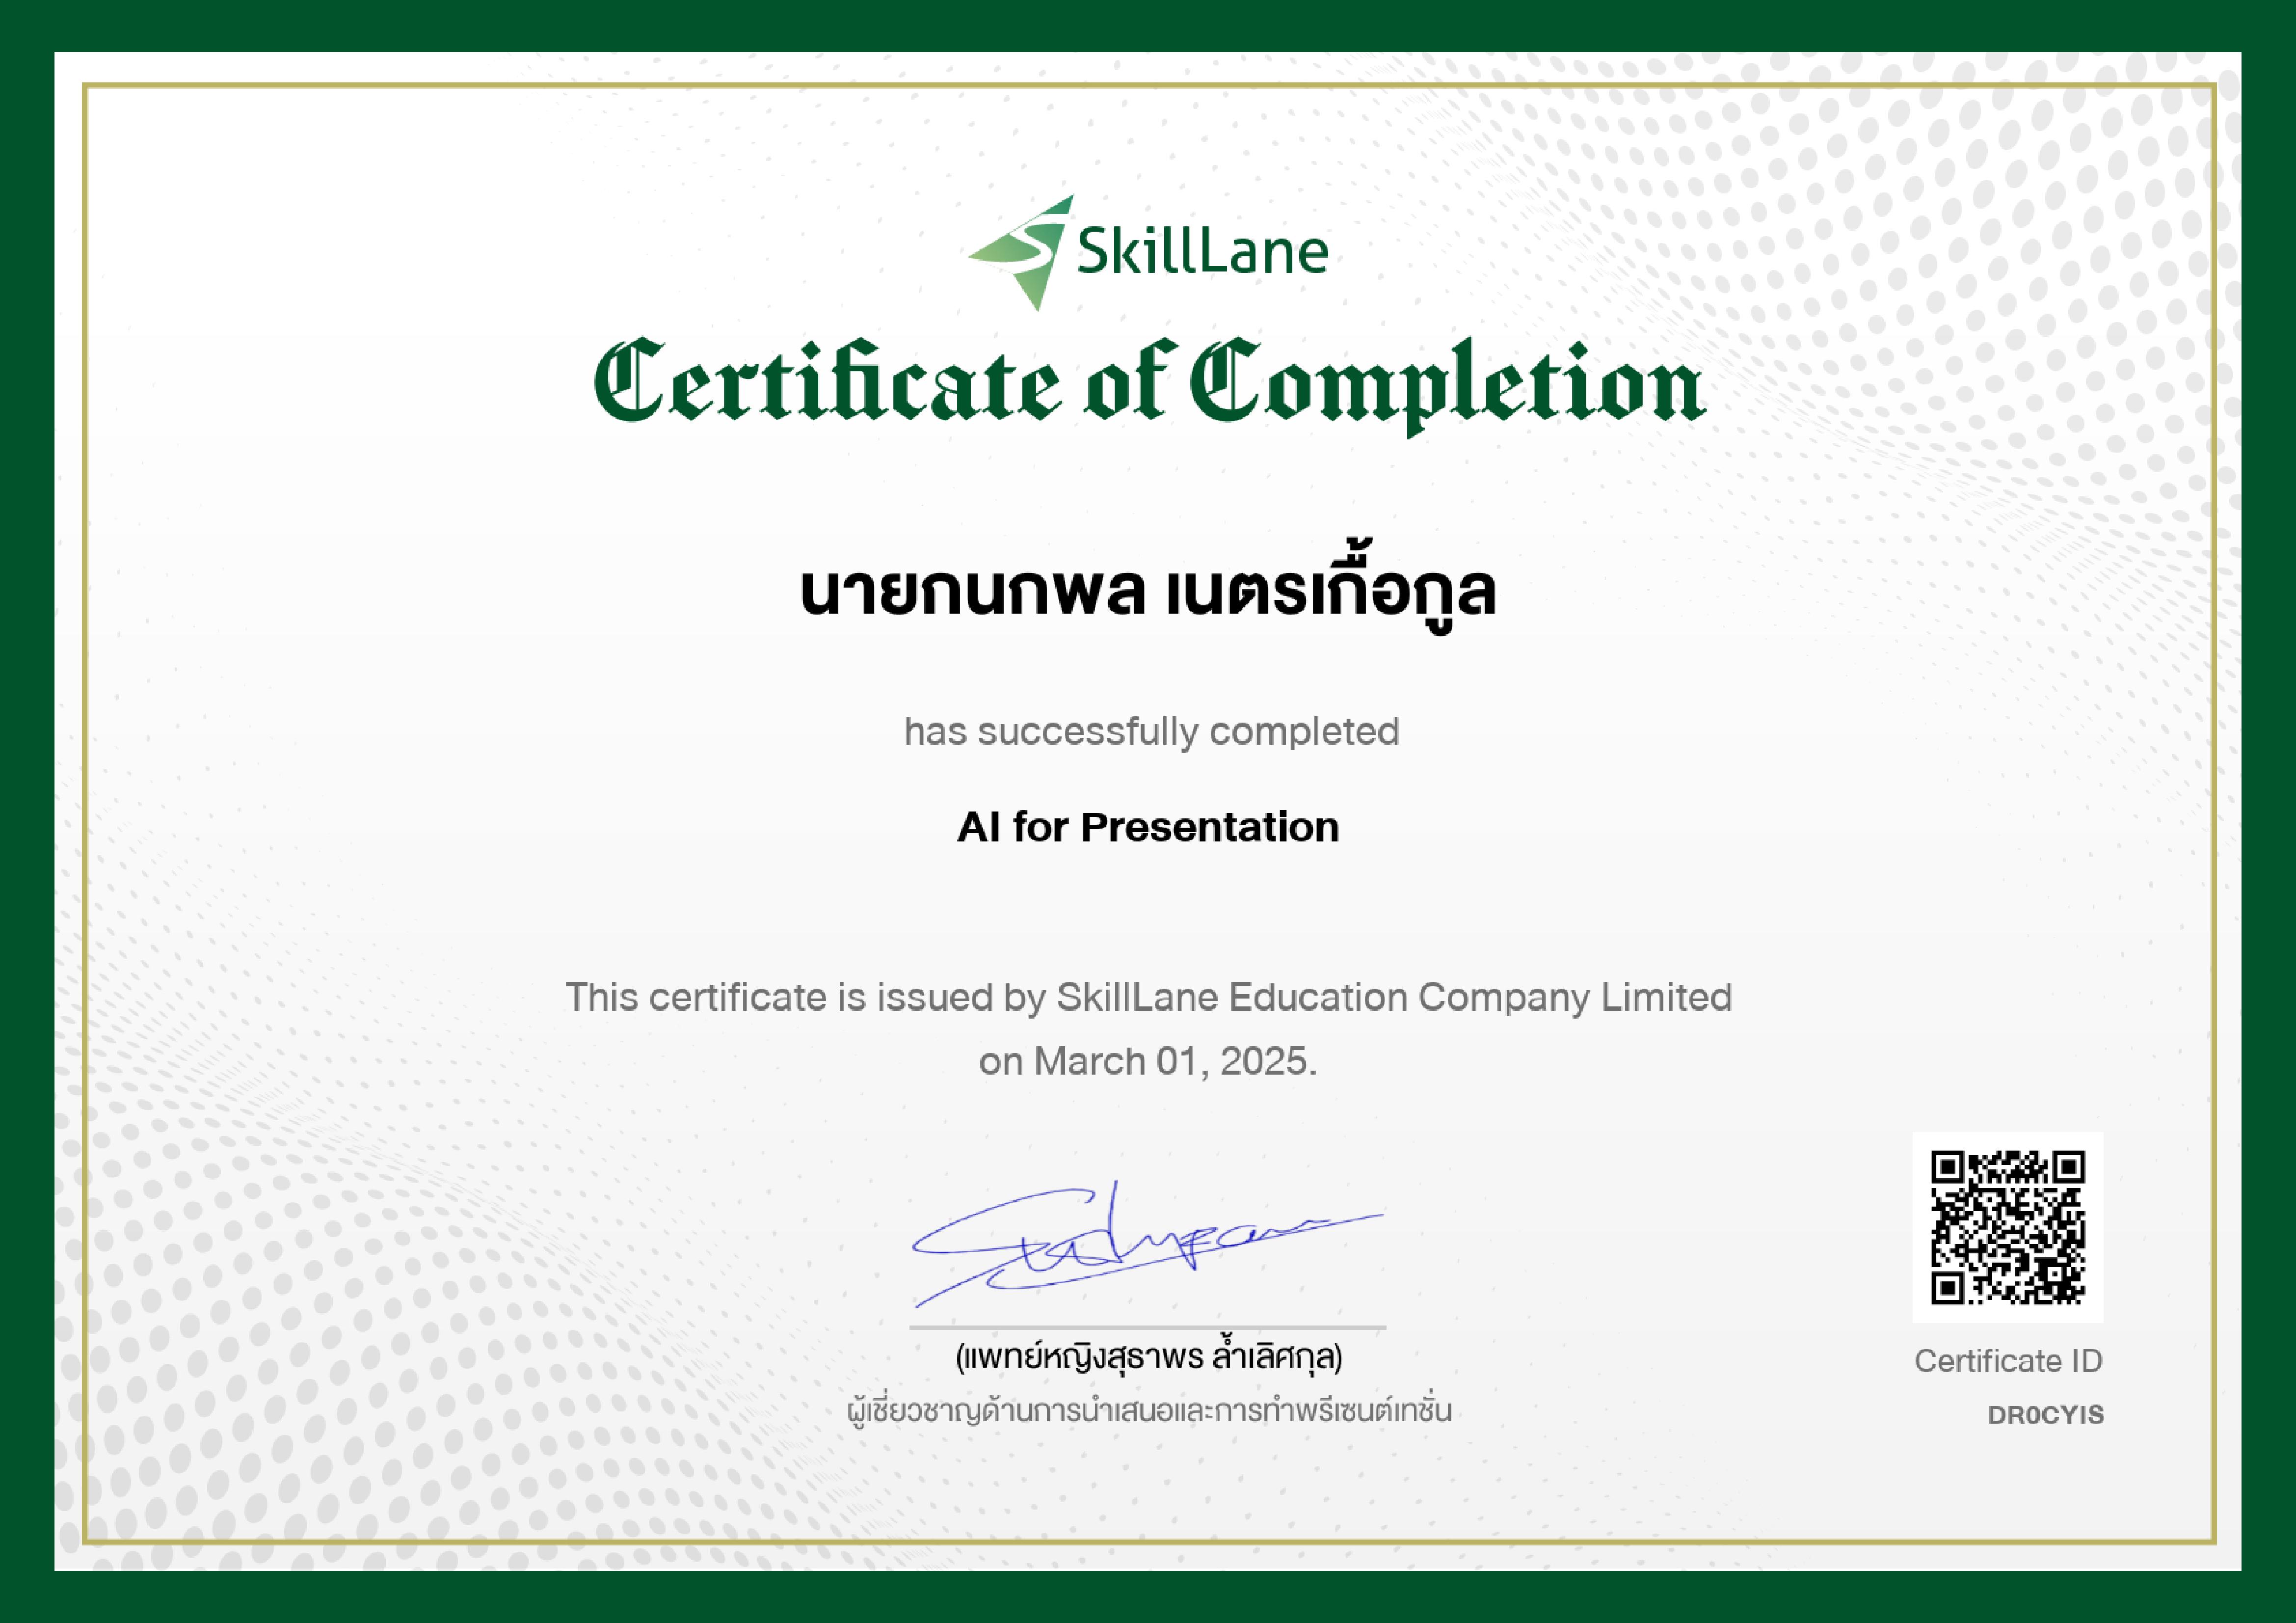 SkillLane
Certificate of Completion
นายกนกพล เนตรเกื้อกูล
has successfully completed
AI for Presentation
This certificate is issued by SkillLane Education Company Limited
on March 01, 2025.
(แพทย์หญิงสุธาพร ล้ำเลิศกุล)
ผู้เชี่ยวชาญด้านการนำเสนอและการทำพรีเซนต์เทชั่น
Certificate ID
DR0CYIS